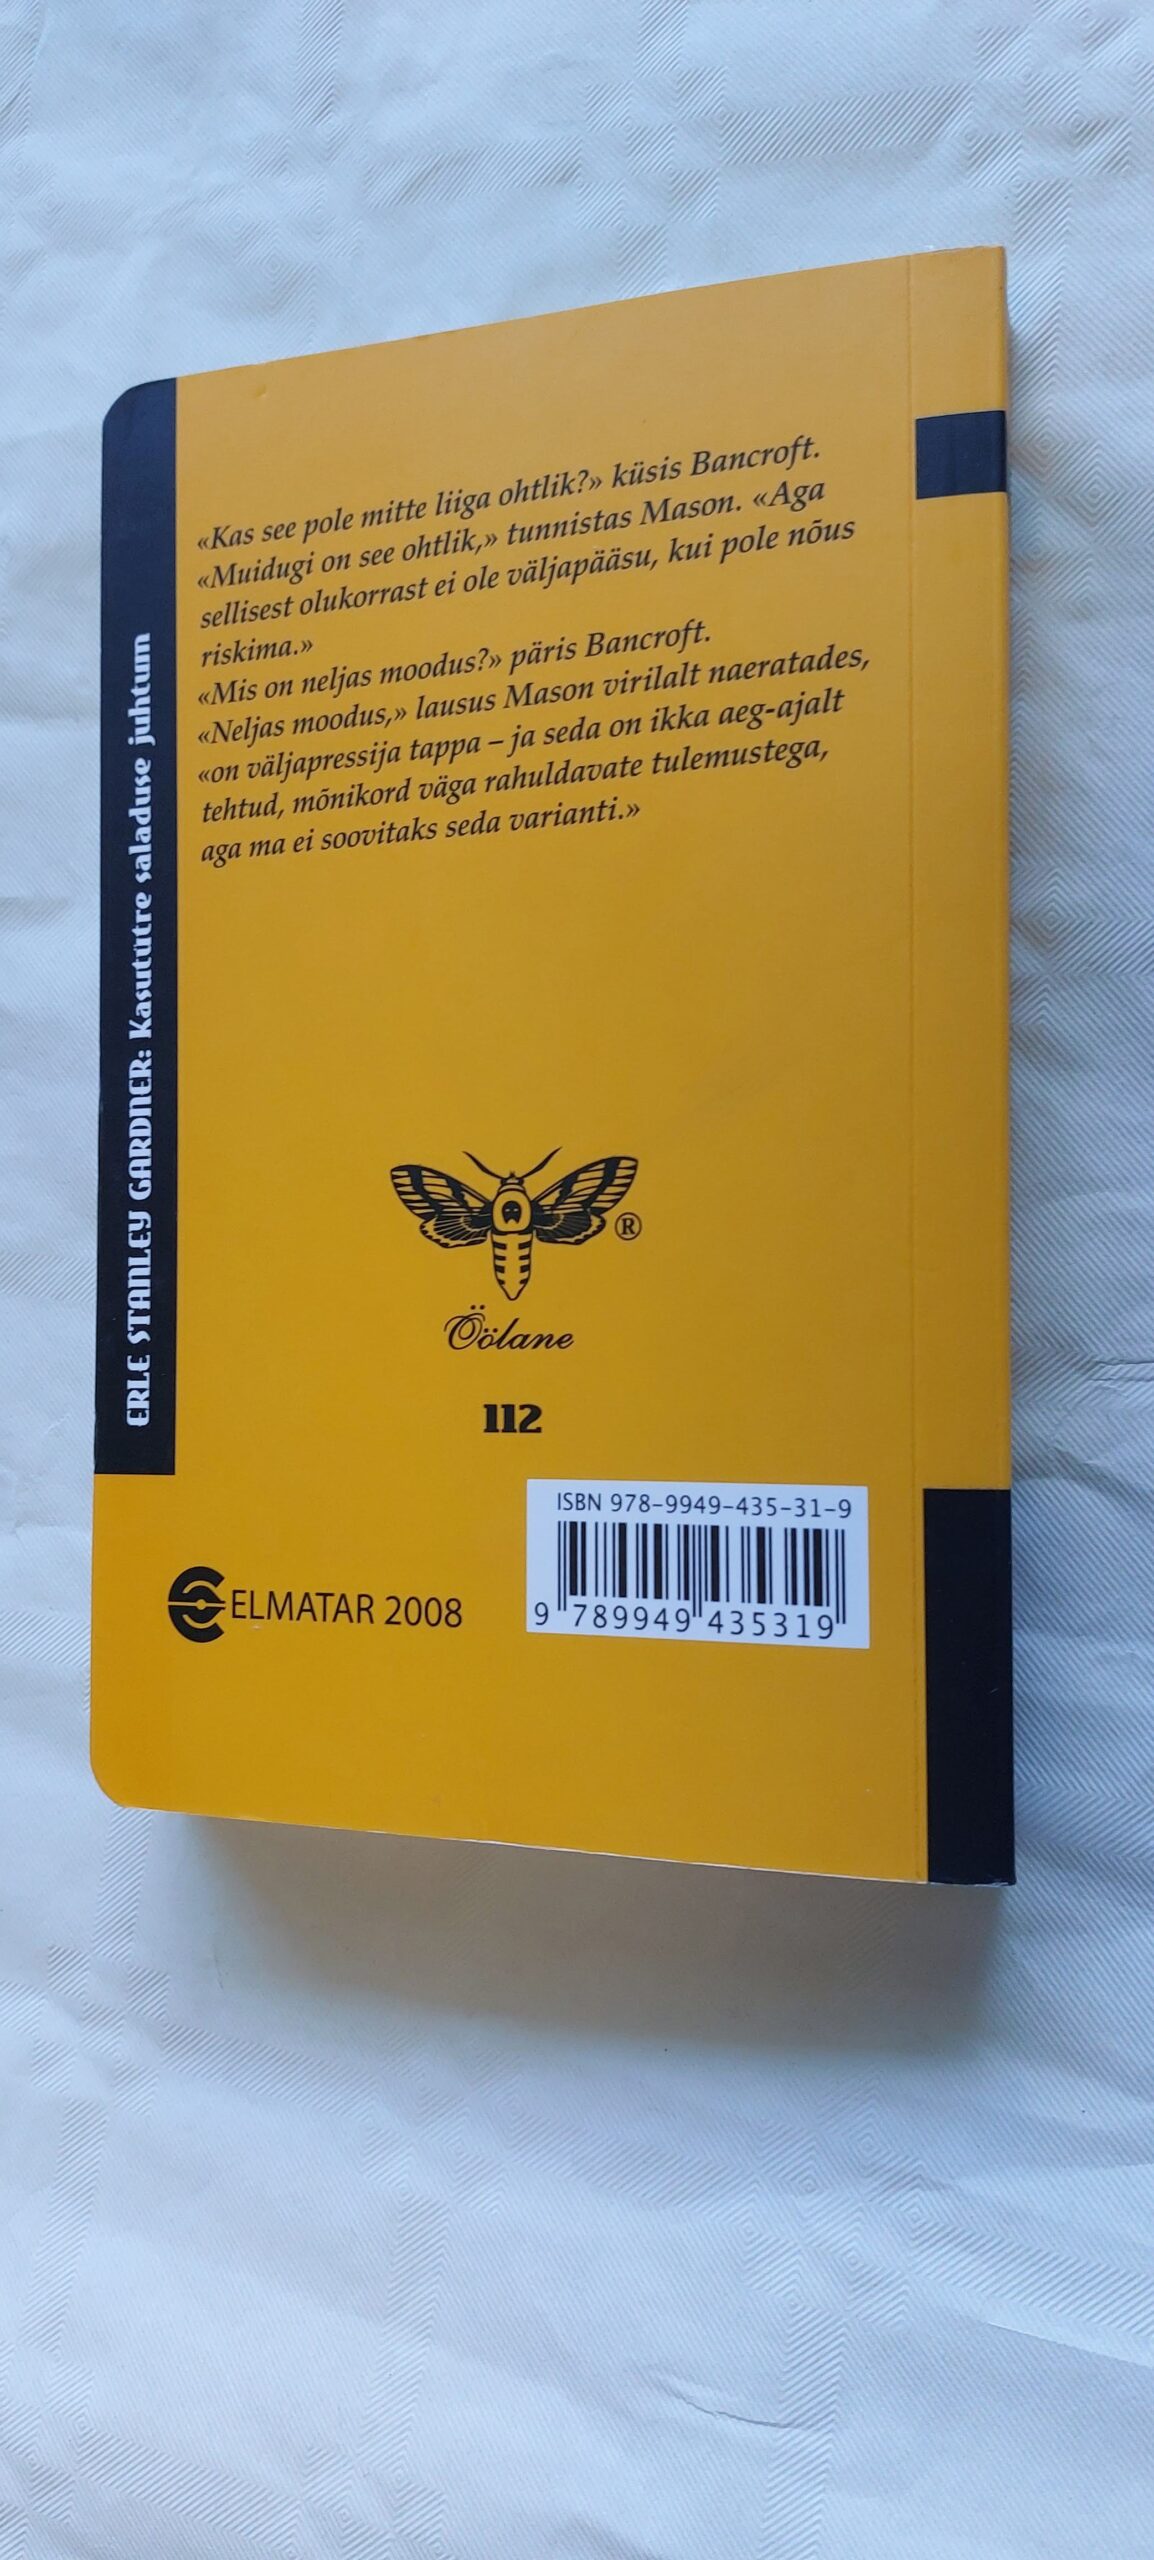 ERLE STANLEY GARDNER: Kasututre saladuse juhtum
«Kas see pole mitte liiga ohtlik?» küsis Bancroft.
«Muidugi on see ohtlik,» tunnistas Mason. «Aga
sellisest olukorrast ei ole väljapääsu, kui pole nõus
riskima.»
«Mis on neljas moodus?» päris Bancroft.
«Neljas moodus,» lausus Mason virilalt naeratades,
«on väljapressija tappa – ja seda on ikka aeg-ajalt
tehtud, mõnikord väga rahuldavate tulemustega,
aga ma ei soovitaks seda varianti.»
®
Öölane
112
ISBN 978-9949-435-31-9
9 789949 435319
ELMATAR 2008